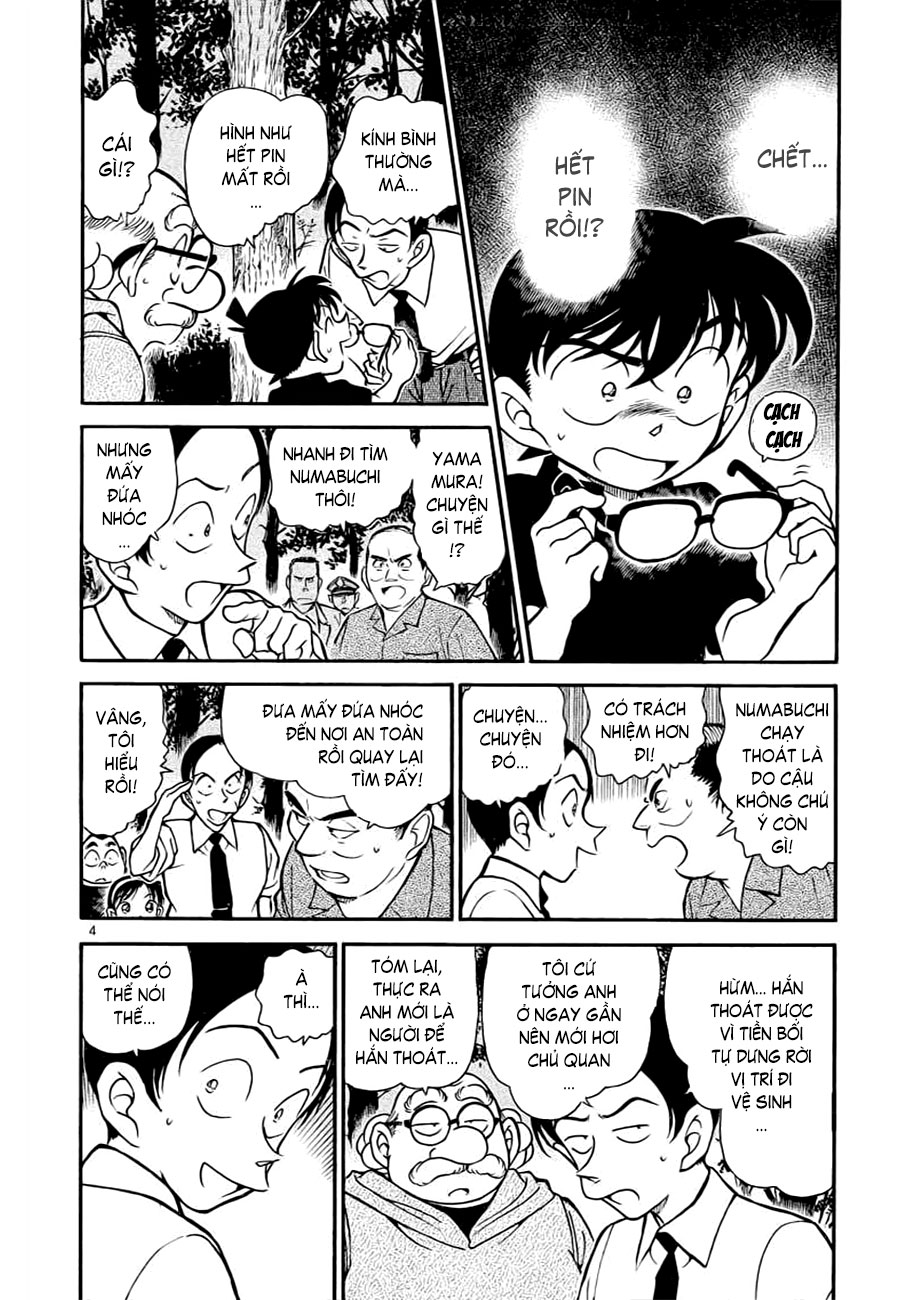 CHẾT...
HẾT
PIN
RỒI!?
CẠCH
CẠCH
KÍNH BÌNH
THƯỜNG
MÀ...
HÌNH NHƯ
HẾT PIN
MẤT RỒI
...
CÁI
GÌ!?
YAMA
MURA!
CHUYỆN
GÌ THẾ
!?
NHANH ĐI TÌM
NUMABUCHI
THÔI!
NHƯNG
MẤY
ĐỨA
NHÓC
...
NUMABUCHI
CHẠY
THOÁT LÀ
DO CẬU
KHÔNG CHÚ
Ý CÒN
GÌ!
CÓ TRÁCH
NHIỆM HƠN
ĐI!
CHUYỆN...
CHUYỆN
ĐÓ...
ĐƯA MẤY ĐỨA NHÓC
ĐẾN NƠI AN TOÀN
RỒI QUAY LẠI
TÌM ĐẤY!
VÂNG,
TÔI
HIỂU
RỒI!
4
HỪM... HẮN
THOÁT ĐƯỢC
VÌ TIỀN BỐI
TỰ DƯNG RỜI
VỊ TRÍ ĐI
VỆ SINH
...
TÔI CỨ
TƯỞNG ANH
Ở NGAY GẦN
NÊN MỚI HƠI
CHỦ QUAN
...
TÓM LẠI,
THỰC RA
ANH MỚI LÀ
NGƯỜI ĐỂ
HẮN THOÁT...
À
THÌ...
CŨNG CÓ
THỂ NÓI
THẾ...